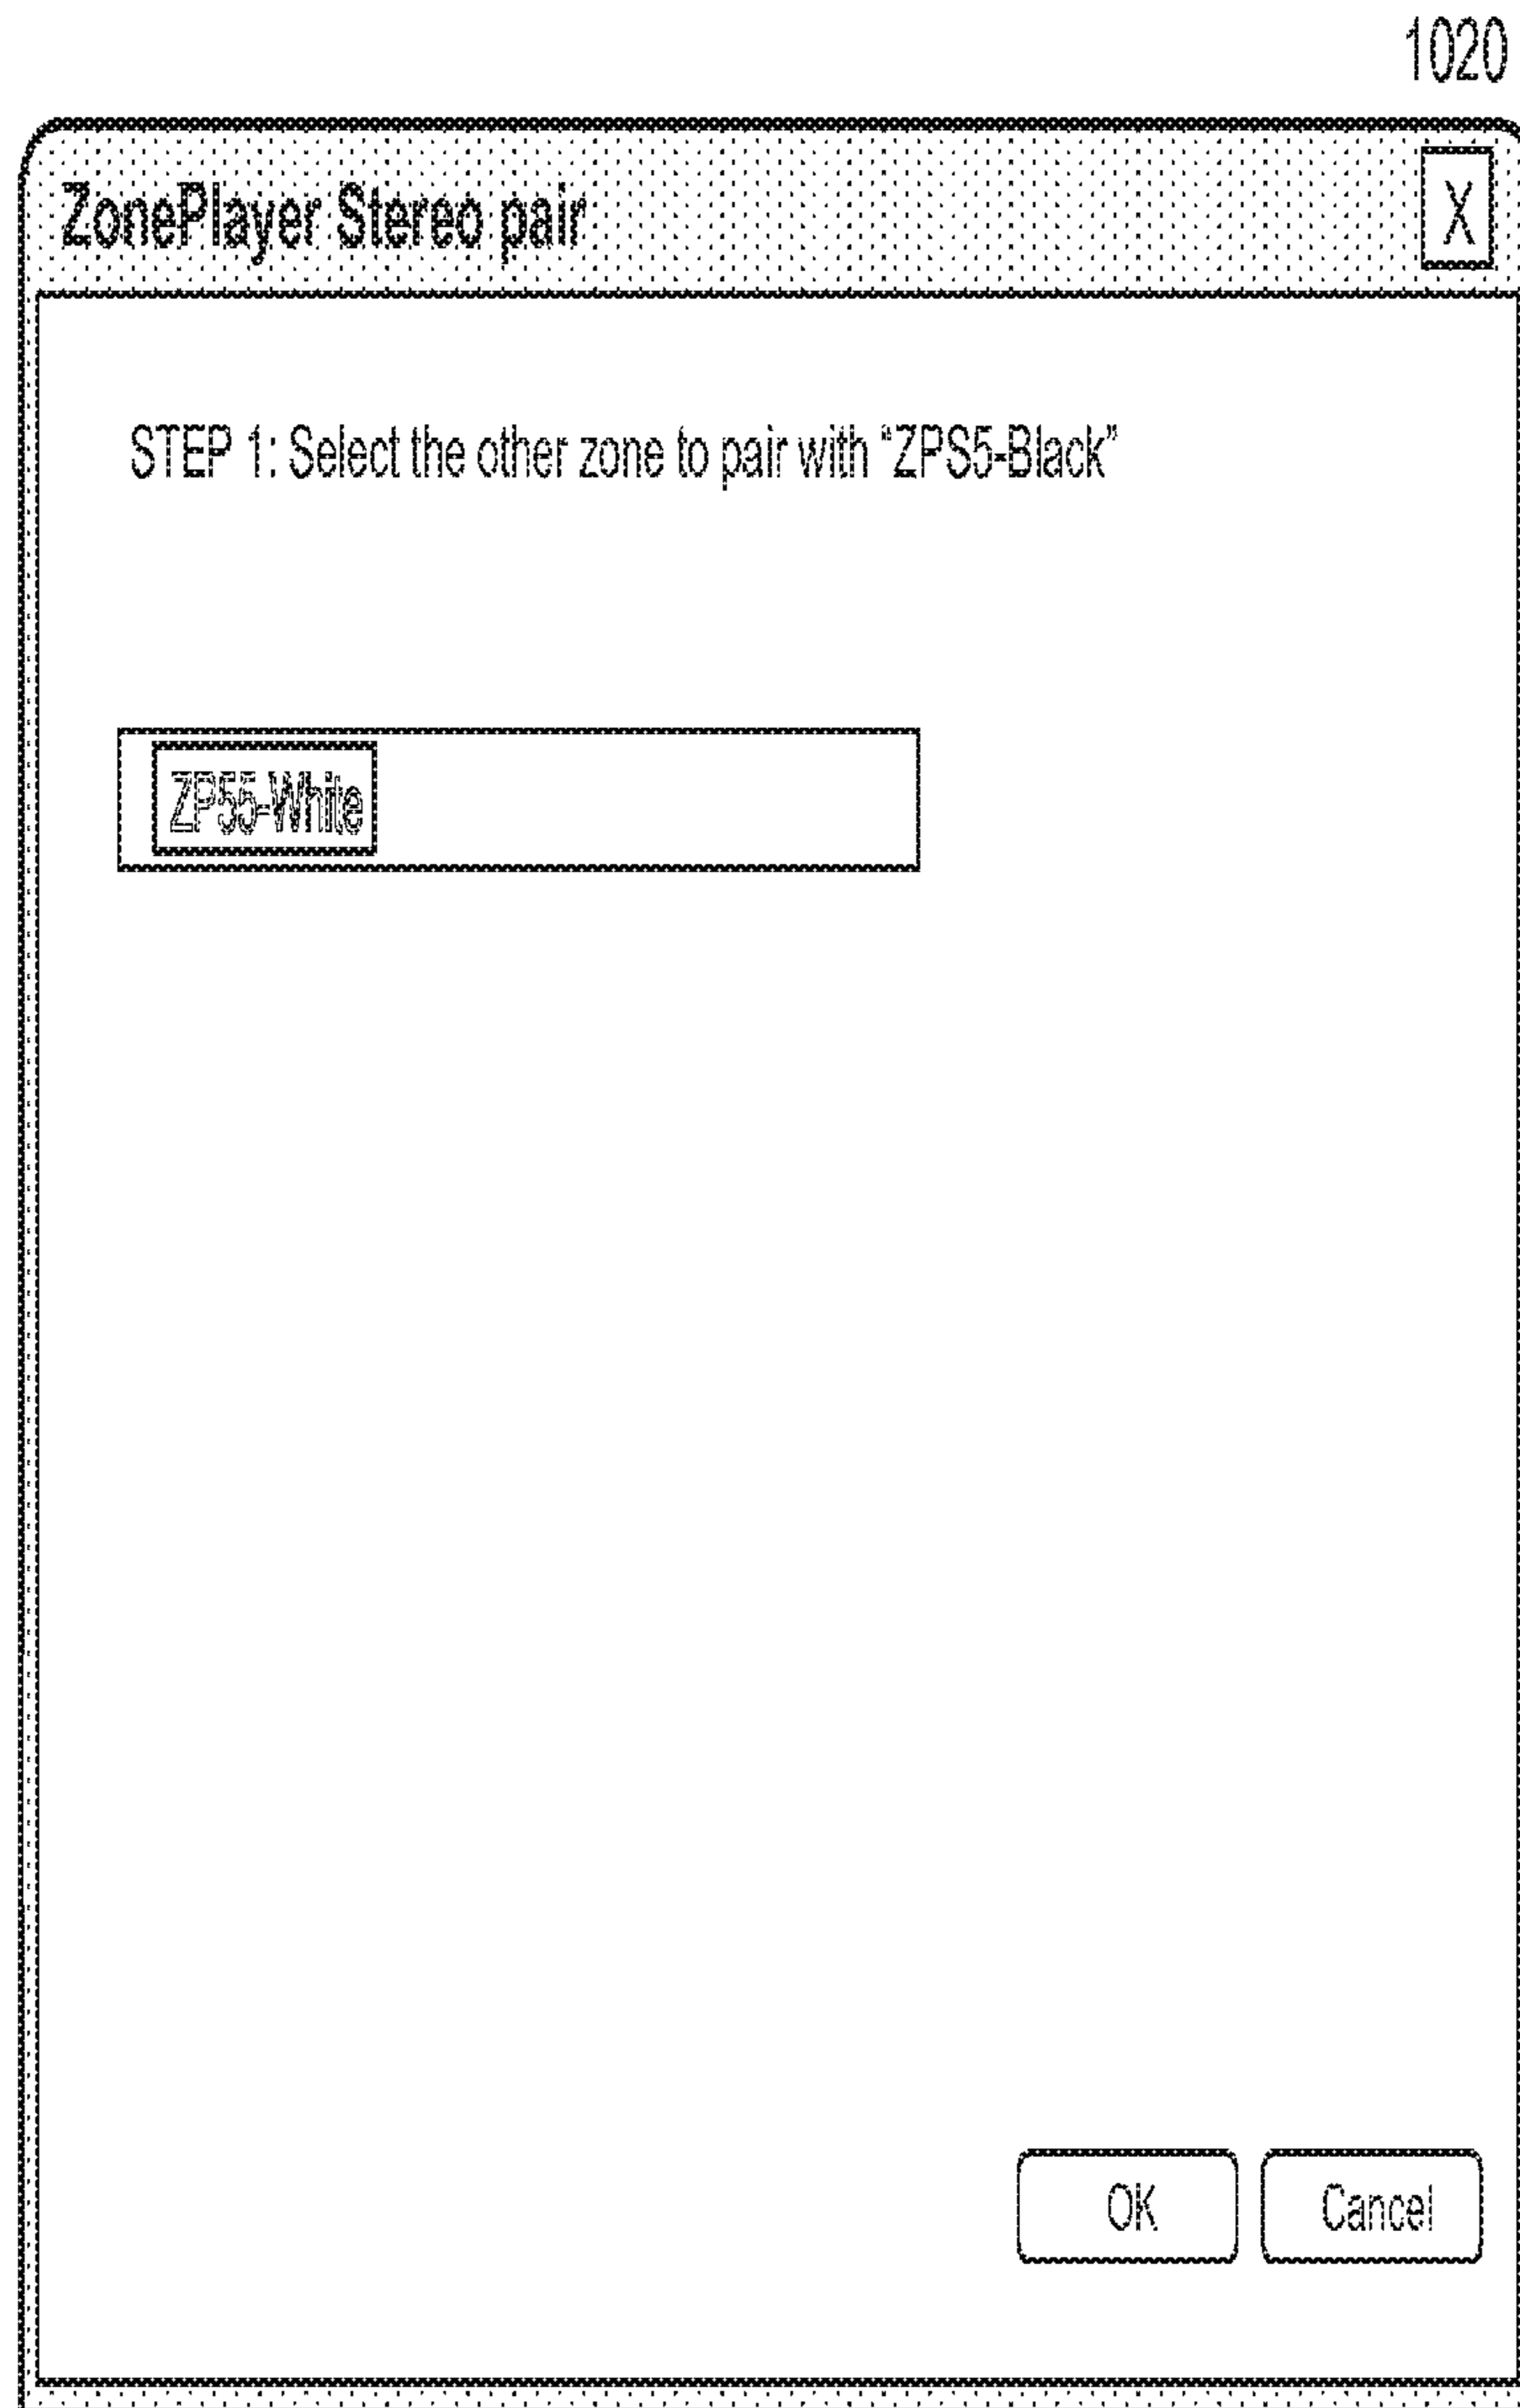 1020
ZonePlayer Stereo pair
X
STEP 1: Select the other zone to pair with “ZPS5-Black”
ZP55-White
OK
Cancel